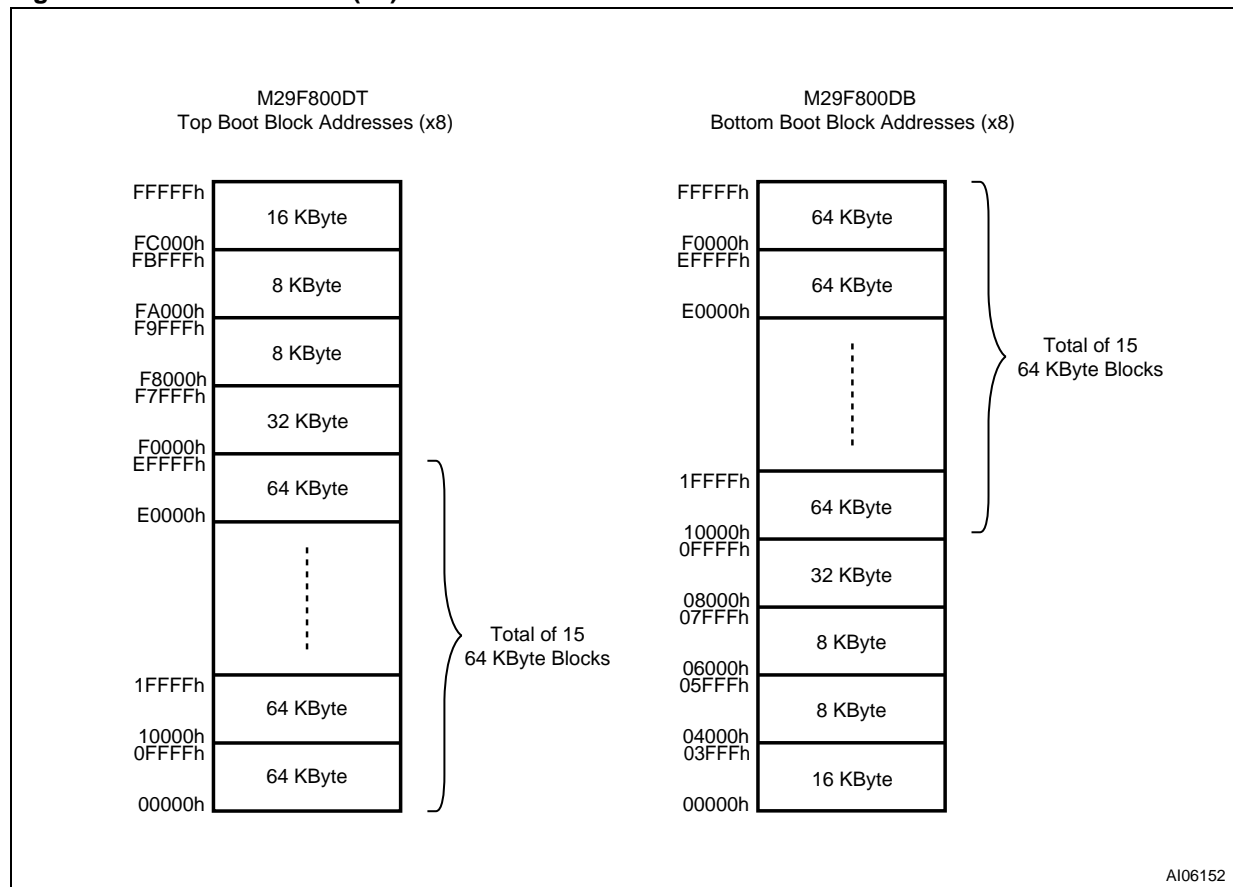 M29F800DT
Top Boot Block Addresses (x8)
FFFFFh
16 KByte
FC000h
FBFFFh
8 KByte
FA000h
F9FFFh
8 KByte
F8000h
F7FFFh
32 KByte
F0000h
EFFFFh
64 KByte
E0000h
Total of 15
64 KByte Blocks
1FFFFh
64 KByte
10000h
0FFFFh
64 KByte
00000h
M29F800DB
Bottom Boot Block Addresses (x8)
FFFFFh
64 KByte
F0000h
EFFFFh
64 KByte
E0000h
Total of 15
64 KByte Blocks
1FFFFh
64 KByte
10000h
0FFFFh
32 KByte
08000h
07FFFh
8 KByte
06000h
05FFFh
8 KByte
04000h
03FFFh
16 KByte
00000h
AI06152